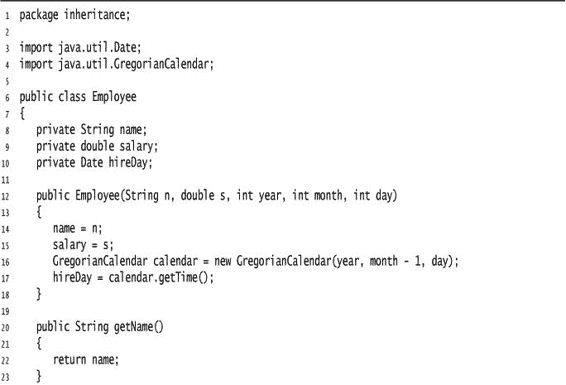 1 package inheritance;
2
3 import java.util.Date;
4 import java.util.GregorianCalendar;
5
6 public class Employee
7 {
8    private String name;
9    private double salary;
10    private Date hireDay;
11
12    public Employee(String n, double s, int year, int month, int day)
13    {
14       name = n;
15       salary = s;
16       GregorianCalendar calendar = new GregorianCalendar(year, month - 1, day);
17       hireDay = calendar.getTime();
18    }
19
20    public String getName()
21    {
22       return name;
23    }